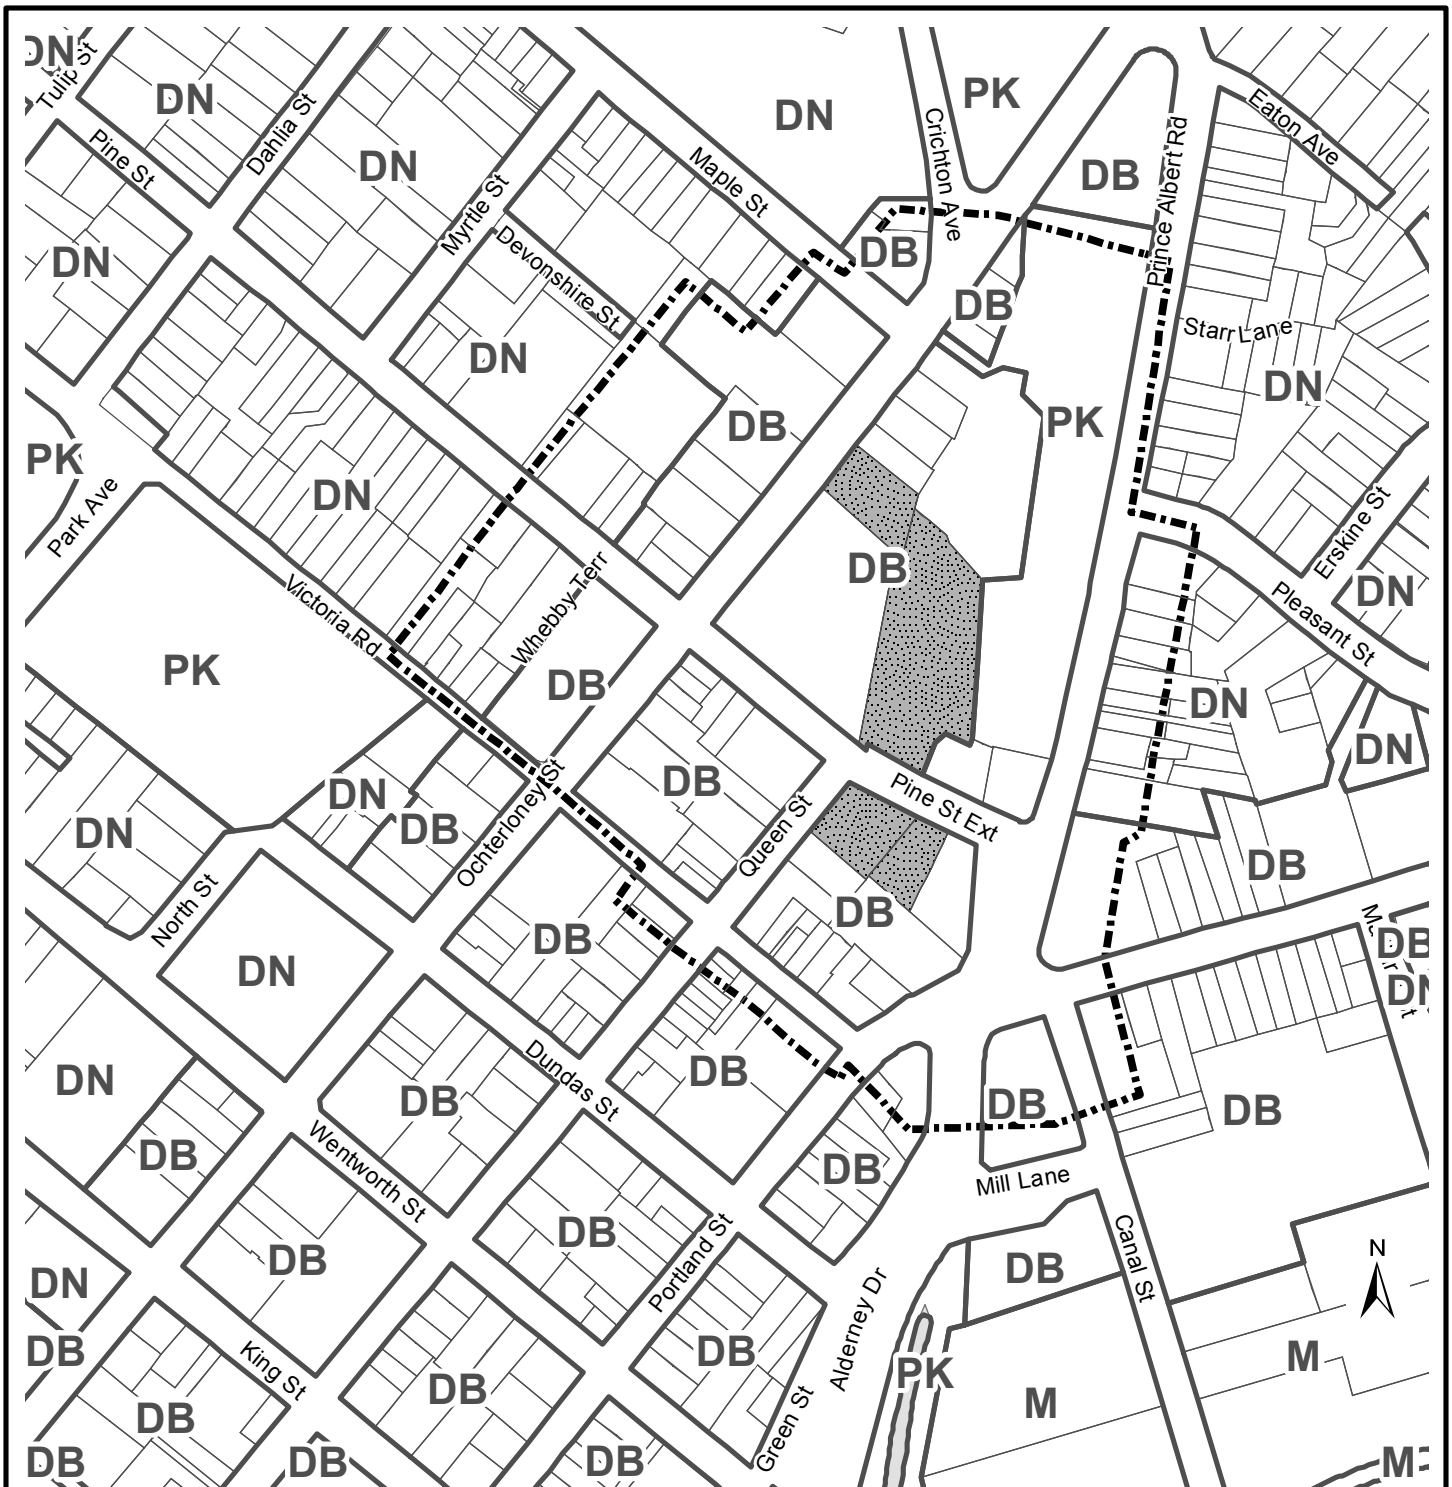 DN
Tulip St
DN
Dahlia St
Pine St
DN
DN
Myrtle St
Devonshire St
DN
Maple St
DN
Crichton Ave
PK
DB
Prince Albert Rd
Eaton Ave
DB
DB
Starr Lane
DN
PK
DB
PK
Park Ave
DN
Victoria Rd
Whebby Terr
DB
DB
Erskine St
DN
Pleasant St
PK
DN
DN
DB
DN
DB
Ochterloney St
Queen St
Pine St Ext
DN
North St
DB
DB
DB
DB
DN
DN
DN
DB
DB
Dundas St
DB
DB
DB
DB
Wentworth St
DB
Mill Lane
DB
DB
Portland St
Canal St
DB
N
DN
DB
King St
Alderney Dr
DB
PK
M
M
DB
DB
Green St
DB
DB
DB
M